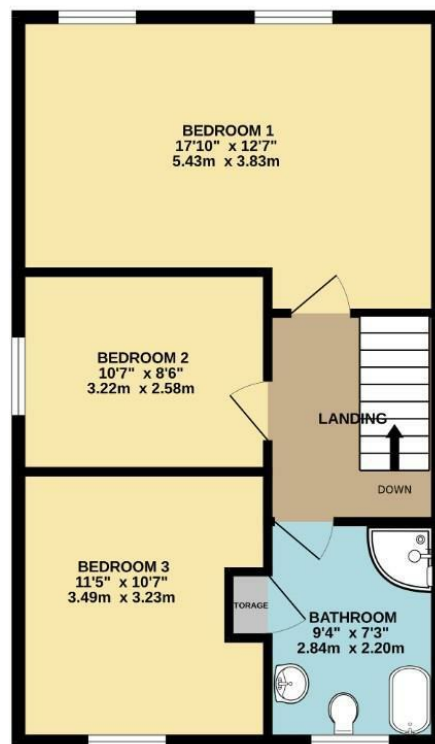 BEDROOM 1
17'10" x 12'7"
5.43m x 3.83m
BEDROOM 2
10'7" x 8'6"
3.22m x 2.58m
LANDING
DOWN
BEDROOM 3
11'5" x 10'7"
3.49m x 3.23m
TORAGE
BATHROOM
9'4" x 7'3"
2.84m x 2.20m